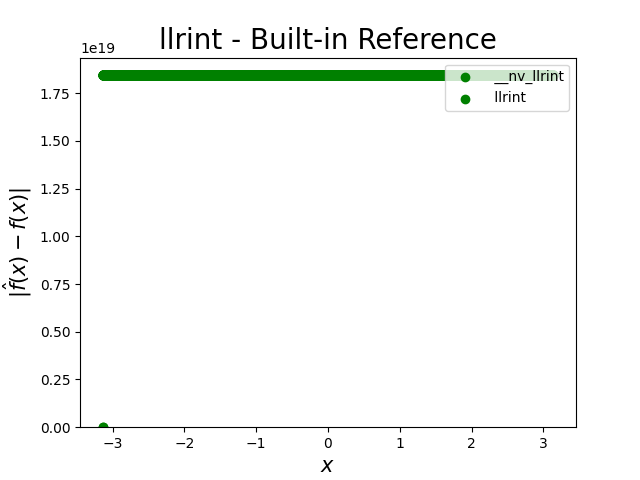 llrint - Built-in Reference
1e19
__nv_llrint
llrint
1.75
1.50
1.25
1.00
0.75
0.50
0.25
0.00
|f̂(x) − f(x)|
−3
−2
−1
0
1
2
3
x